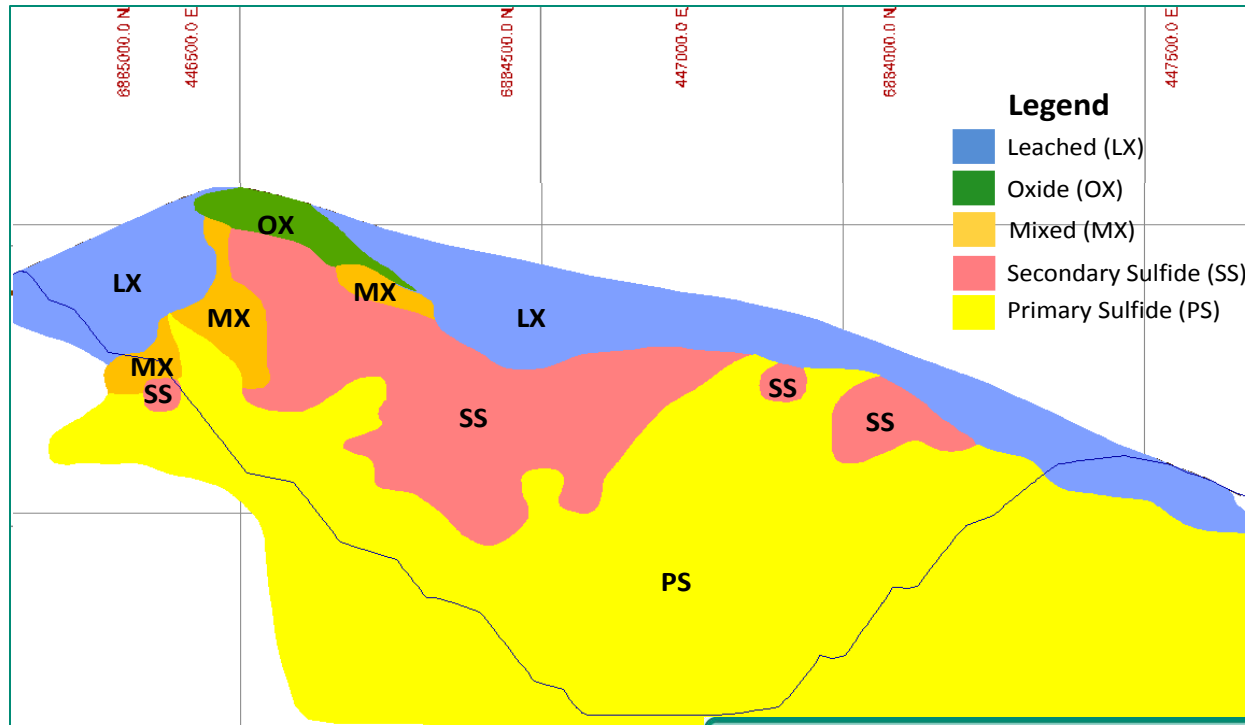 6885000.0 N
446500.0 E
6884500.0 N
447000.0 E
6884000.0 N
447500.0 E
Legend
Leached (LX)
Oxide (OX)
Mixed (MX)
Secondary Sulfide (SS)
Primary Sulfide (PS)
OX
LX
MX
MX
LX
MX
SS
SS
SS
SS
PS